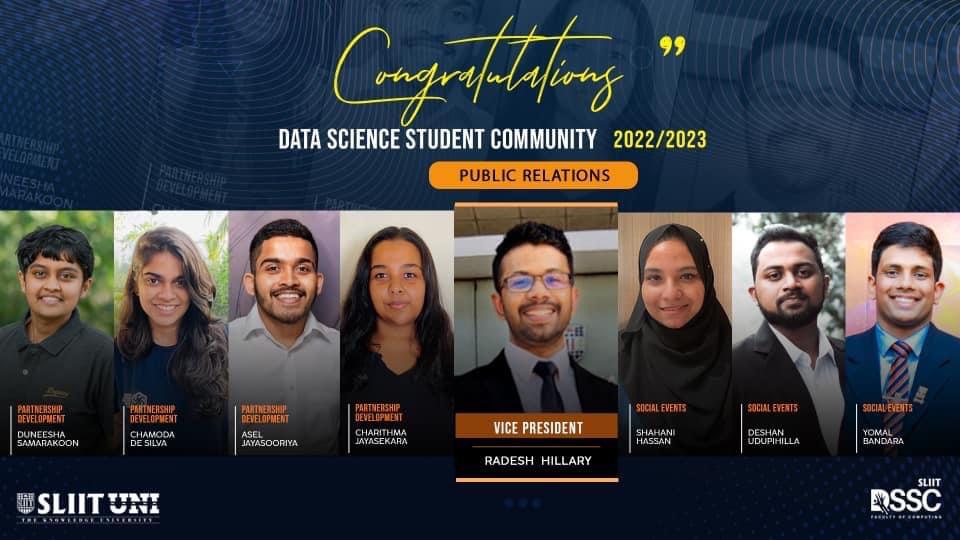 Congratulations
DATA SCIENCE STUDENT COMMUNITY 2022/2023
PUBLIC RELATIONS
PARTNERSHIP
DEVELOPMENT
DUNEESHA
SAMARAKOON
PARTNERSHIP
DEVELOPMENT
CHAMODA
DE SILVA
PARTNERSHIP
DEVELOPMENT
ASEL
JAYASOORIYA
PARTNERSHIP
DEVELOPMENT
CHARITHMA
JAYASEKARA
VICE PRESIDENT
RADESH HILLARY
SOCIAL EVENTS
SHAHANI
HASSAN
SOCIAL EVENTS
DESHAN
UDUPIHILLA
SOCIAL EVENTS
YOMAL
BANDARA
SLIIT UNI
THE KNOWLEDGE UNIVERSITY
SLIIT
DSSC
FACULTY OF COMPUTING